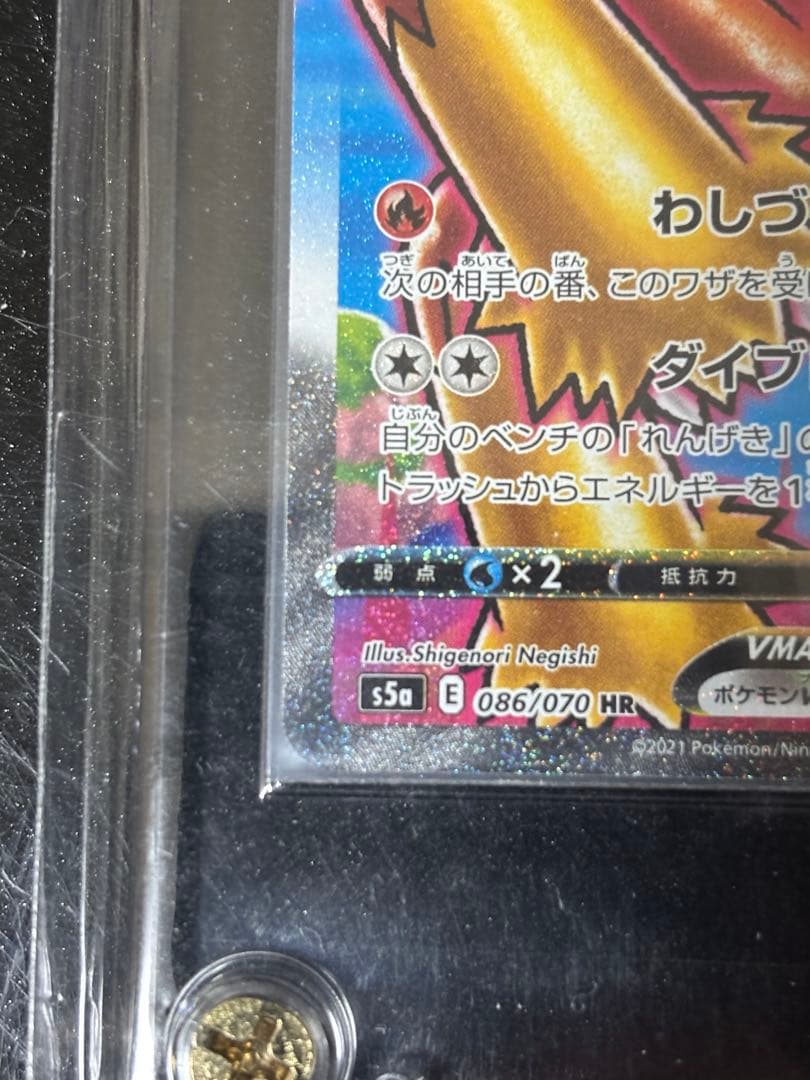 わしづ
次の相手の番、このワザを受
つぎ あいて ばん う
ダイブ
自分のベンチの「れんげき」の
じぶん
トラッシュからエネルギーを1
弱点 ×2 抵抗力
Illus.Shigenori Negishi
VMA
s5a E 086/070 HR
ポケモン
©2021 Pokémon/Nin